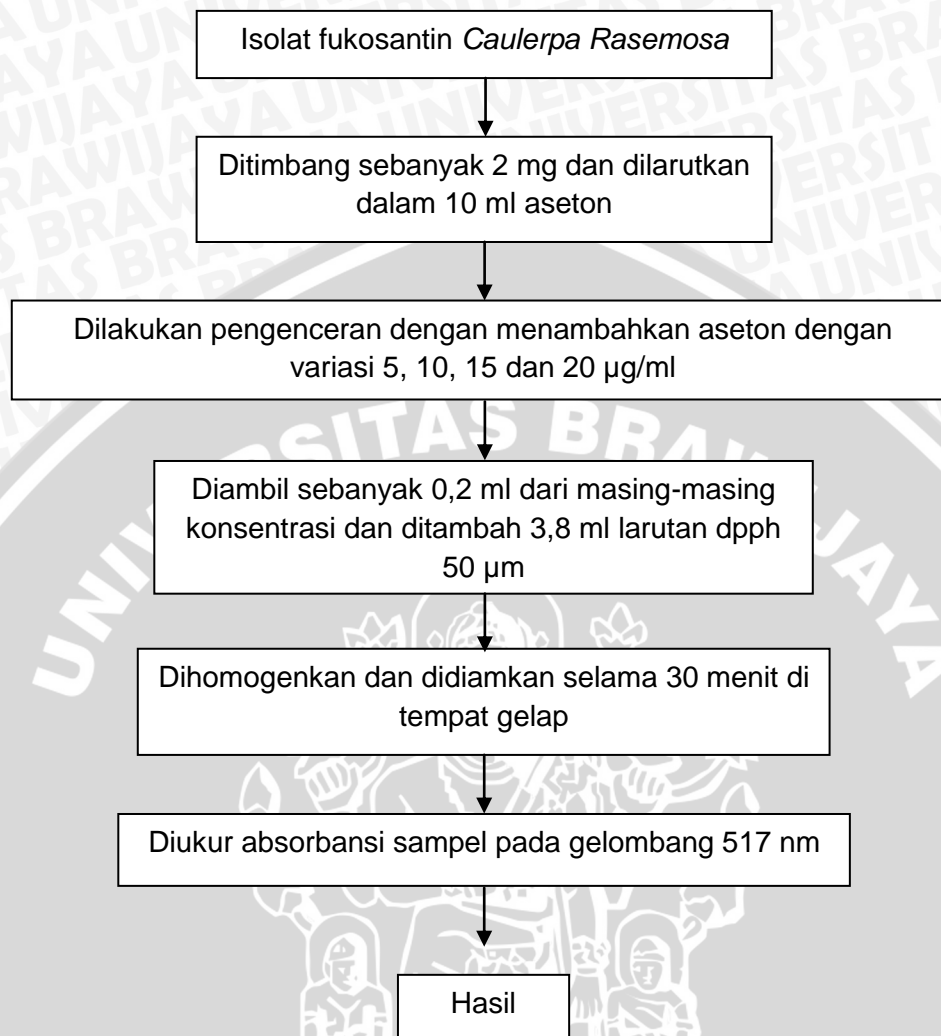 Isolat fukosantin Caulerpa Rasemosa
Ditimbang sebanyak 2 mg dan dilarutkan
dalam 10 ml aseton
Dilakukan pengenceran dengan menambahkan aseton dengan
variasi 5, 10, 15 dan 20 µg/ml
Diambil sebanyak 0,2 ml dari masing-masing
konsentrasi dan ditambah 3,8 ml larutan dpph
50 µm
Dihomogenkan dan didiamkan selama 30 menit di
tempat gelap
Diukur absorbansi sampel pada gelombang 517 nm
Hasil